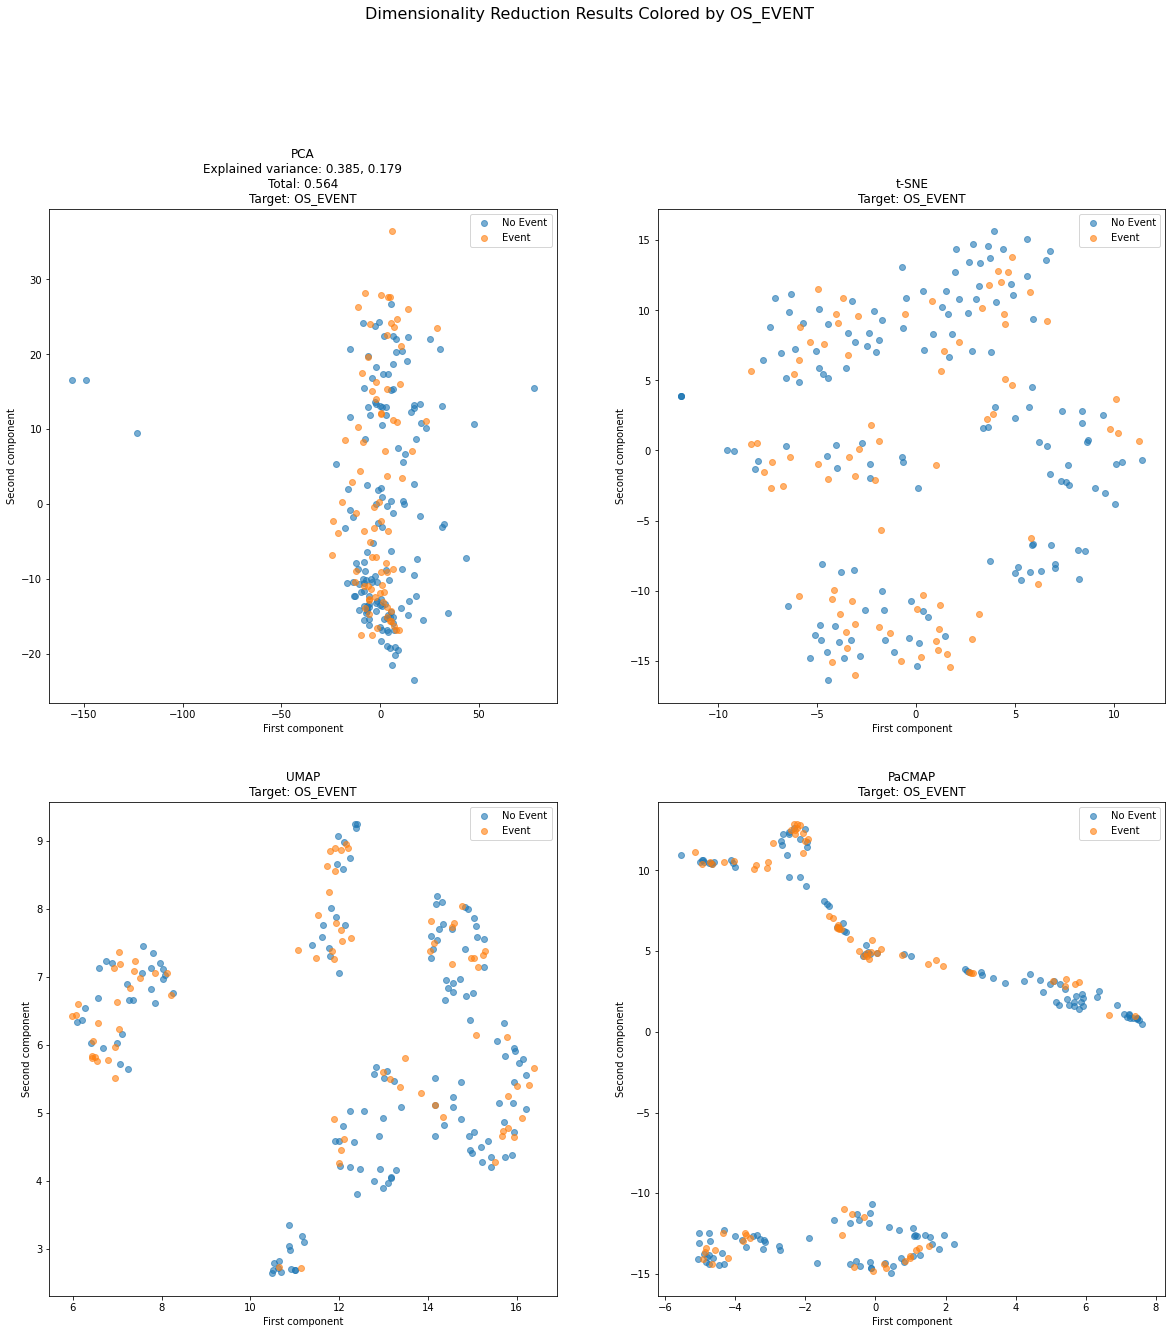 Dimensionality Reduction Results Colored by OS_EVENT
PCA
Explained variance: 0.385, 0.179
Total: 0.564
Target: OS_EVENT
No Event
Event
30
20
10
0
−10
−20
Second component
−150
−100
−50
0
50
First component
t-SNE
Target: OS_EVENT
No Event
Event
15
10
5
0
−5
−10
−15
Second component
−10
−5
0
5
10
First component
UMAP
Target: OS_EVENT
No Event
Event
9
8
7
6
5
4
3
Second component
6
8
10
12
14
16
First component
PaCMAP
Target: OS_EVENT
No Event
Event
10
5
0
−5
−10
−15
Second component
−6
−4
−2
0
2
4
6
8
First component